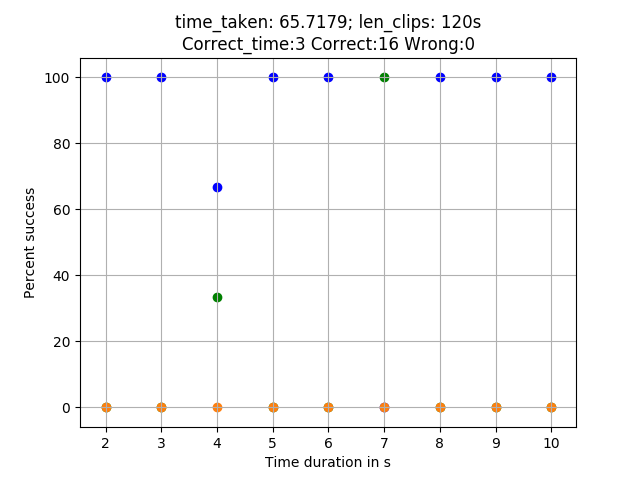 time_taken: 65.7179; len_clips: 120s
Correct_time:3 Correct:16 Wrong:0
100
80
60
40
20
0
Percent success
2 3 4 5 6 7 8 9 10
Time duration in s